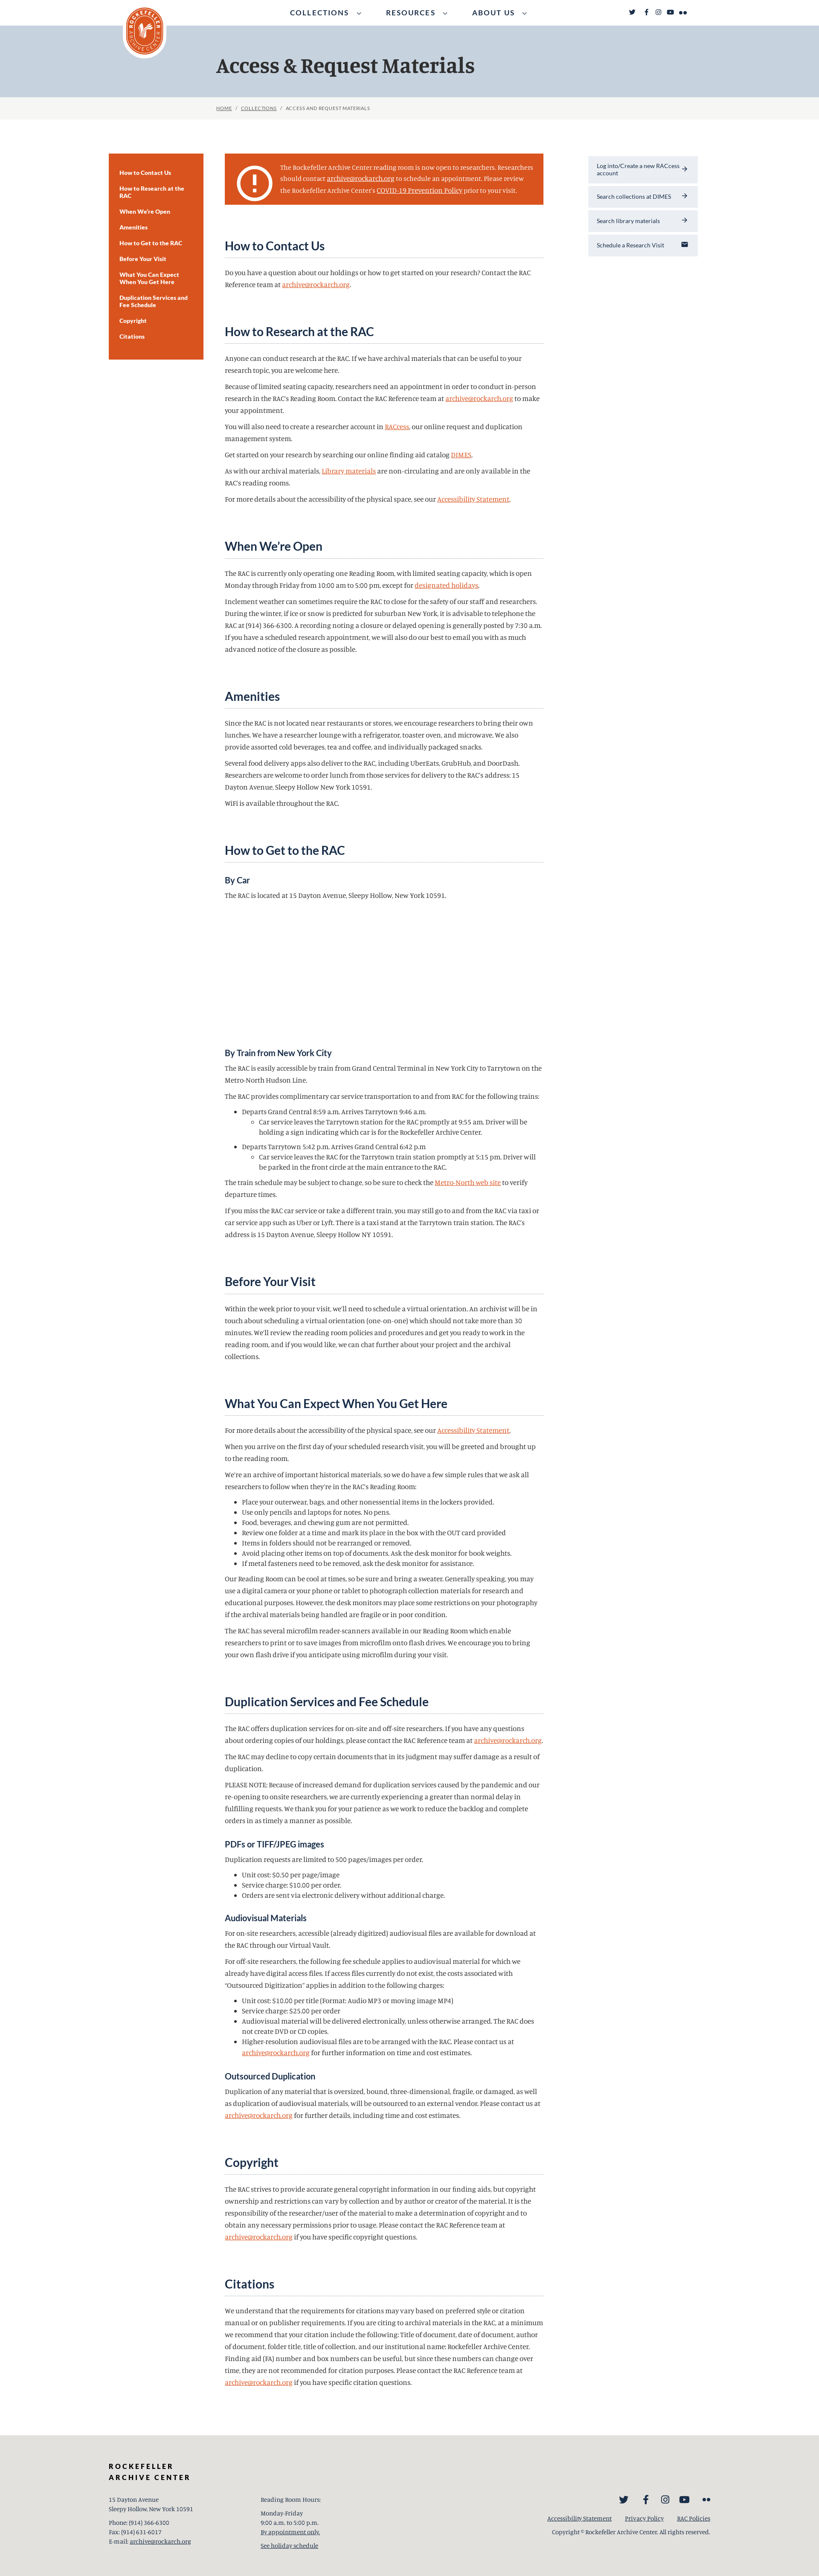 ROCKEFELLER
ARCHIVE CENTER
COLLECTIONS
RESOURCES
ABOUT US
Access & Request Materials
HOME / COLLECTIONS / ACCESS AND REQUEST MATERIALS
How to Contact Us
How to Research at the
RAC
When We're Open
Amenities
How to Get to the RAC
Before Your Visit
What You Can Expect
When You Get Here
Duplication Services and
Fee Schedule
Copyright
Citations
The Rockefeller Archive Center reading room is now open to researchers. Researchers
should contact archive@rockarch.org to schedule an appointment. Please review
the Rockefeller Archive Center's COVID-19 Prevention Policy prior to your visit.
Log into/Create a new RACcess
account
Search collections at DIMES
Search library materials
Schedule a Research Visit
How to Contact Us
Do you have a question about our holdings or how to get started on your research? Contact the RAC
Reference team at archive@rockarch.org.
How to Research at the RAC
Anyone can conduct research at the RAC. If we have archival materials that can be useful to your
research topic, you are welcome here.
Because of limited seating capacity, researchers need an appointment in order to conduct in-person
research in the RAC's Reading Room. Contact the RAC Reference team at archive@rockarch.org to make
your appointment.
You will also need to create a researcher account in RACcess, our online request and duplication
management system.
Get started on your research by searching our online finding aid catalog DIMES.
As with our archival materials, Library materials are non-circulating and are only available in the
RAC's reading rooms.
For more details about the accessibility of the physical space, see our Accessibility Statement.
When We're Open
The RAC is currently only operating one Reading Room, with limited seating capacity, which is open
Monday through Friday from 10:00 am to 5:00 pm, except for designated holidays.
Inclement weather can sometimes require the RAC to close for the safety of our staff and researchers.
During the winter, if ice or snow is predicted for suburban New York, it is advisable to telephone the
RAC at (914) 366-6300. A recording noting a closure or delayed opening is generally posted by 7:30 a.m.
If you have a scheduled research appointment, we will also do our best to email you with as much
advanced notice of the closure as possible.
Amenities
Since the RAC is not located near restaurants or stores, we encourage researchers to bring their own
lunches. We have a researcher lounge with a refrigerator, toaster oven, and microwave. We also
provide assorted cold beverages, tea and coffee, and individually packaged snacks.
Several food delivery apps also deliver to the RAC, including UberEats, GrubHub, and DoorDash.
Researchers are welcome to order lunch from those services for delivery to the RAC's address: 15
Dayton Avenue, Sleepy Hollow New York 10591.
WiFi is available throughout the RAC.
How to Get to the RAC
By Car
The RAC is located at 15 Dayton Avenue, Sleepy Hollow, New York 10591.
By Train from New York City
The RAC is easily accessible by train from Grand Central Terminal in New York City to Tarrytown on the
Metro-North Hudson Line.
The RAC provides complimentary car service transportation to and from RAC for the following trains:
• Departs Grand Central 8:59 a.m. Arrives Tarrytown 9:46 a.m.
◦ Car service leaves the Tarrytown station for the RAC promptly at 9:55 am. Driver will be
holding a sign indicating which car is for the Rockefeller Archive Center.
• Departs Tarrytown 5:42 p.m. Arrives Grand Central 6:42 p.m
◦ Car service leaves the RAC for the Tarrytown train station promptly at 5:15 pm. Driver will
be parked in the front circle at the main entrance to the RAC.
The train schedule may be subject to change, so be sure to check the Metro-North web site to verify
departure times.
If you miss the RAC car service or take a different train, you may still go to and from the RAC via taxi or
car service app such as Uber or Lyft. There is a taxi stand at the Tarrytown train station. The RAC's
address is 15 Dayton Avenue, Sleepy Hollow NY 10591.
Before Your Visit
Within the week prior to your visit, we'll need to schedule a virtual orientation. An archivist will be in
touch about scheduling a virtual orientation (one-on-one) which should not take more than 30
minutes. We'll review the reading room policies and procedures and get you ready to work in the
reading room, and if you would like, we can chat further about your project and the archival
collections.
What You Can Expect When You Get Here
For more details about the accessibility of the physical space, see our Accessibility Statement.
When you arrive on the first day of your scheduled research visit, you will be greeted and brought up
to the reading room.
We're an archive of important historical materials, so we do have a few simple rules that we ask all
researchers to follow when they're in the RAC's Reading Room:
• Place your outerwear, bags, and other nonessential items in the lockers provided.
• Use only pencils and laptops for notes. No pens.
• Food, beverages, and chewing gum are not permitted.
• Review one folder at a time and mark its place in the box with the OUT card provided
• Items in folders should not be rearranged or removed.
• Avoid placing other items on top of documents. Ask the desk monitor for book weights.
• If metal fasteners need to be removed, ask the desk monitor for assistance.
Our Reading Room can be cool at times, so be sure and bring a sweater. Generally speaking, you may
use a digital camera or your phone or tablet to photograph collection materials for research and
educational purposes. However, the desk monitors may place some restrictions on your photography
if the archival materials being handled are fragile or in poor condition.
The RAC has several microfilm reader-scanners available in our Reading Room which enable
researchers to print or to save images from microfilm onto flash drives. We encourage you to bring
your own flash drive if you anticipate using microfilm during your visit.
Duplication Services and Fee Schedule
The RAC offers duplication services for on-site and off-site researchers. If you have any questions
about ordering copies of our holdings, please contact the RAC Reference team at archive@rockarch.org.
The RAC may decline to copy certain documents that in its judgment may suffer damage as a result of
duplication.
PLEASE NOTE: Because of increased demand for duplication services caused by the pandemic and our
re-opening to onsite researchers, we are currently experiencing a greater than normal delay in
fulfilling requests. We thank you for your patience as we work to reduce the backlog and complete
orders in as timely a manner as possible.
PDFs or TIFF/JPEG images
Duplication requests are limited to 500 pages/images per order.
• Unit cost: $0.50 per page/image
• Service charge: $10.00 per order.
• Orders are sent via electronic delivery without additional charge.
Audiovisual Materials
For on-site researchers, accessible (already digitized) audiovisual files are available for download at
the RAC through our Virtual Vault.
For off-site researchers, the following fee schedule applies to audiovisual material for which we
already have digital access files. If access files currently do not exist, the costs associated with
"Outsourced Digitization" applies in addition to the following charges:
• Unit cost: $10.00 per title (Format: Audio MP3 or moving image MP4)
• Service charge: $25.00 per order
• Audiovisual material will be delivered electronically, unless otherwise arranged. The RAC does
not create DVD or CD copies.
• Higher-resolution audiovisual files are to be arranged with the RAC. Please contact us at
archive@rockarch.org for further information on time and cost estimates.
Outsourced Duplication
Duplication of any material that is oversized, bound, three-dimensional, fragile, or damaged, as well
as duplication of audiovisual materials, will be outsourced to an external vendor. Please contact us at
archive@rockarch.org for further details, including time and cost estimates.
Copyright
The RAC strives to provide accurate general copyright information in our finding aids, but copyright
ownership and restrictions can vary by collection and by author or creator of the material. It is the
responsibility of the researcher/user of the material to make a determination of copyright and to
obtain any necessary permissions prior to usage. Please contact the RAC Reference team at
archive@rockarch.org if you have specific copyright questions.
Citations
We understand that the requirements for citations may vary based on preferred style or citation
manual or on publisher requirements. If you are citing to archival materials in the RAC, at a minimum
we recommend that your citation include the following: Title of document, date of document, author
of document, folder title, title of collection, and our institutional name: Rockefeller Archive Center.
Finding aid (FA) number and box numbers can be useful, but since these numbers can change over
time, they are not recommended for citation purposes. Please contact the RAC Reference team at
archive@rockarch.org if you have specific citation questions.
ROCKEFELLER
ARCHIVE CENTER
15 Dayton Avenue
Sleepy Hollow, New York 10591
Phone: (914) 366-6300
Fax: (914) 631-6017
E-mail: archive@rockarch.org
Reading Room Hours:
Monday-Friday
9:00 a.m. to 5:00 p.m.
By appointment only.
See holiday schedule
Accessibility Statement
Privacy Policy
RAC Policies
Copyright © Rockefeller Archive Center. All rights reserved.